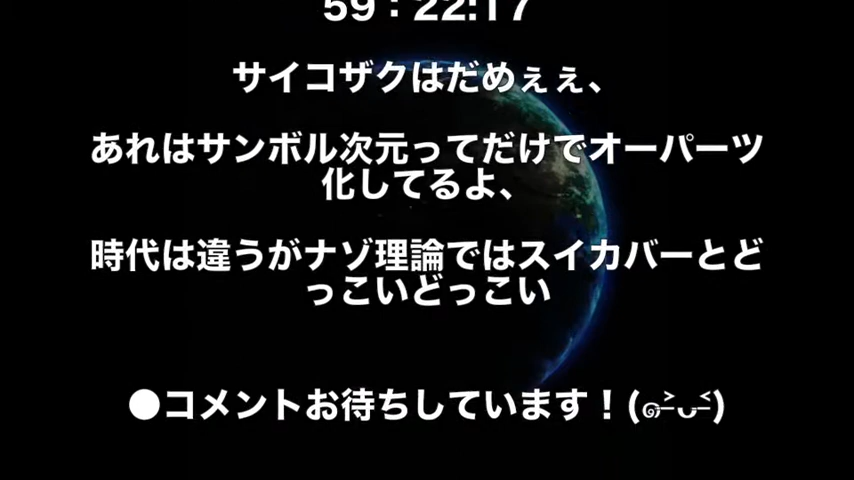 59：22:17
サイコザクはだめぇぇ、
あれはサンボル次元ってだけでオーパーツ
化してるよ、
時代は違うがナゾ理論ではスイカバーとど
っこいどっこい
●コメントお待ちしています！(๑˃̵ᴗ˂̵)